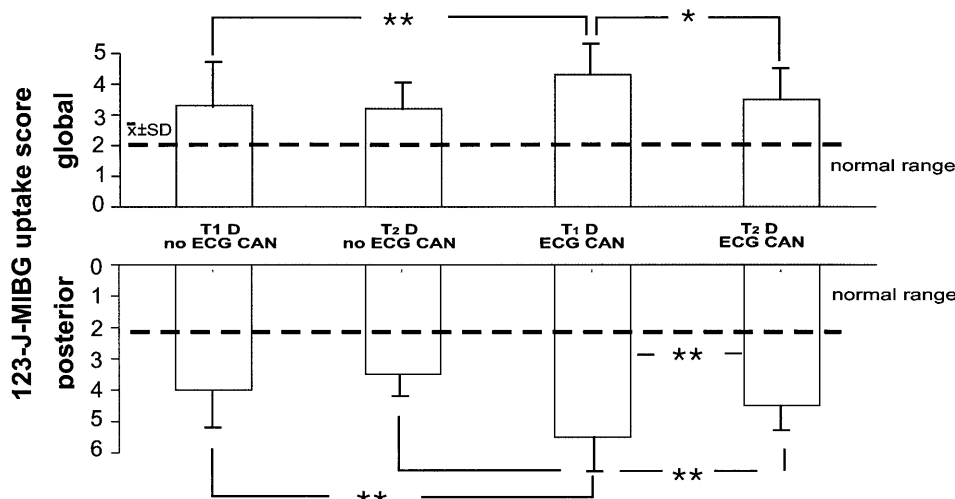 ** *
5
4
3
2
1
0
x̄±SD
123-J-MIBG uptake score
global
normal range
T1 D
no ECG CAN
T2 D
no ECG CAN
T1 D
ECG CAN
T2 D
ECG CAN
posterior
0
1
2
3
4
5
6
normal range
**
**
**